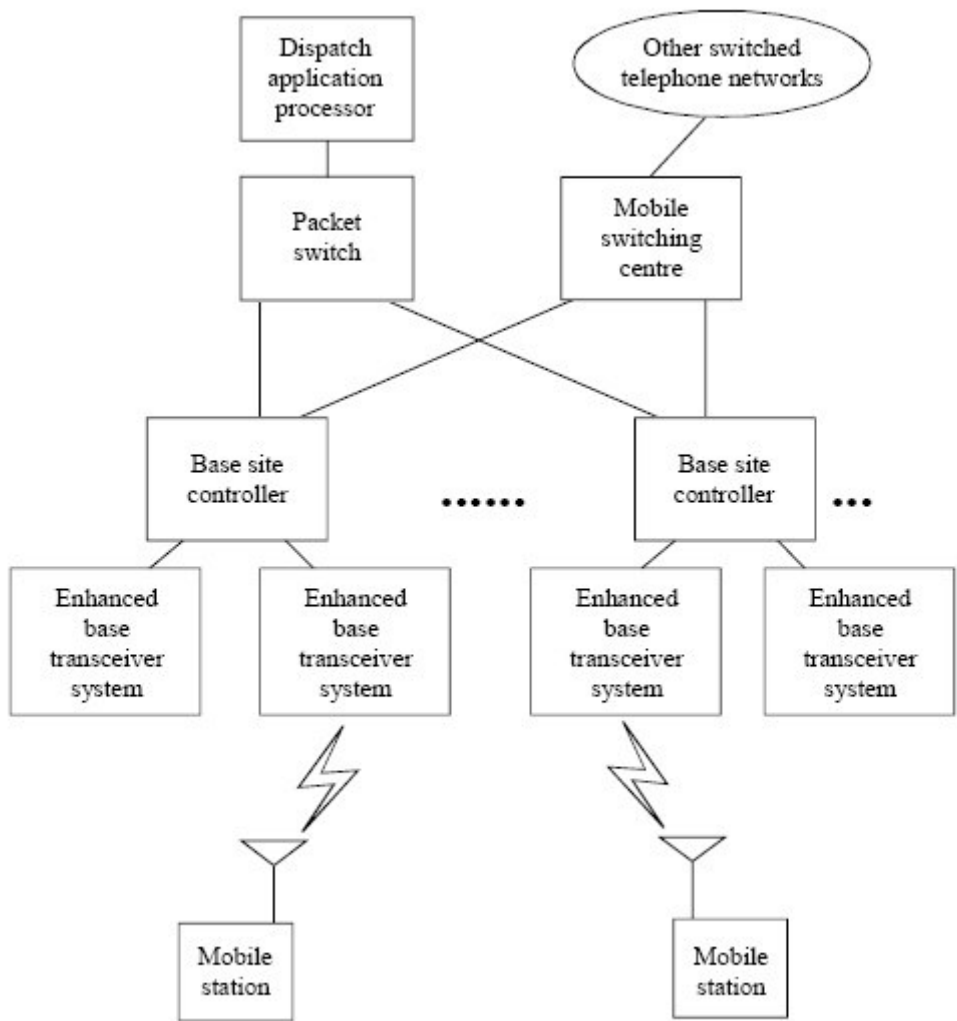 Dispatch
application
processor
Other switched
telephone networks
Packet
switch
Mobile
switching
centre
Base site
controller
Base site
controller
Enhanced
base
transceiver
system
Enhanced
base
transceiver
system
Enhanced
base
transceiver
system
Enhanced
base
transceiver
system
Mobile
station
Mobile
station